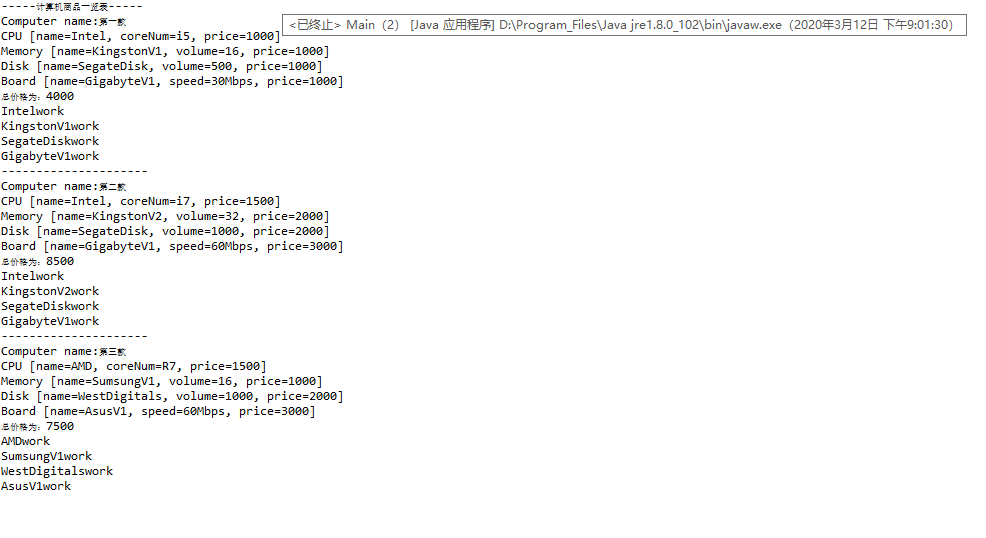 -----计算机商品一览表-----
Computer name:第一款
<已终止> Main（2） [Java 应用程序] D:\Program_Files\Java jre1.8.0_102\bin\javaw.exe（2020年3月12日 下午9:01:30）
CPU [name=Intel, coreNum=i5, price=1000]
Memory [name=KingstonV1, volume=16, price=1000]
Disk [name=SegateDisk, volume=500, price=1000]
Board [name=GigabyteV1, speed=30Mbps, price=1000]
总价格为：4000
Intelwork
KingstonV1work
SegateDiskwork
GigabyteV1work
---------------------
Computer name:第二款
CPU [name=Intel, coreNum=i7, price=1500]
Memory [name=KingstonV2, volume=32, price=2000]
Disk [name=SegateDisk, volume=1000, price=2000]
Board [name=GigabyteV1, speed=60Mbps, price=3000]
总价格为：8500
Intelwork
KingstonV2work
SegateDiskwork
GigabyteV1work
---------------------
Computer name:第三款
CPU [name=AMD, coreNum=R7, price=1500]
Memory [name=SumsungV1, volume=16, price=1000]
Disk [name=WestDigitals, volume=1000, price=2000]
Board [name=AsusV1, speed=60Mbps, price=3000]
总价格为：7500
AMDwork
SumsungV1work
WestDigitalswork
AsusV1work